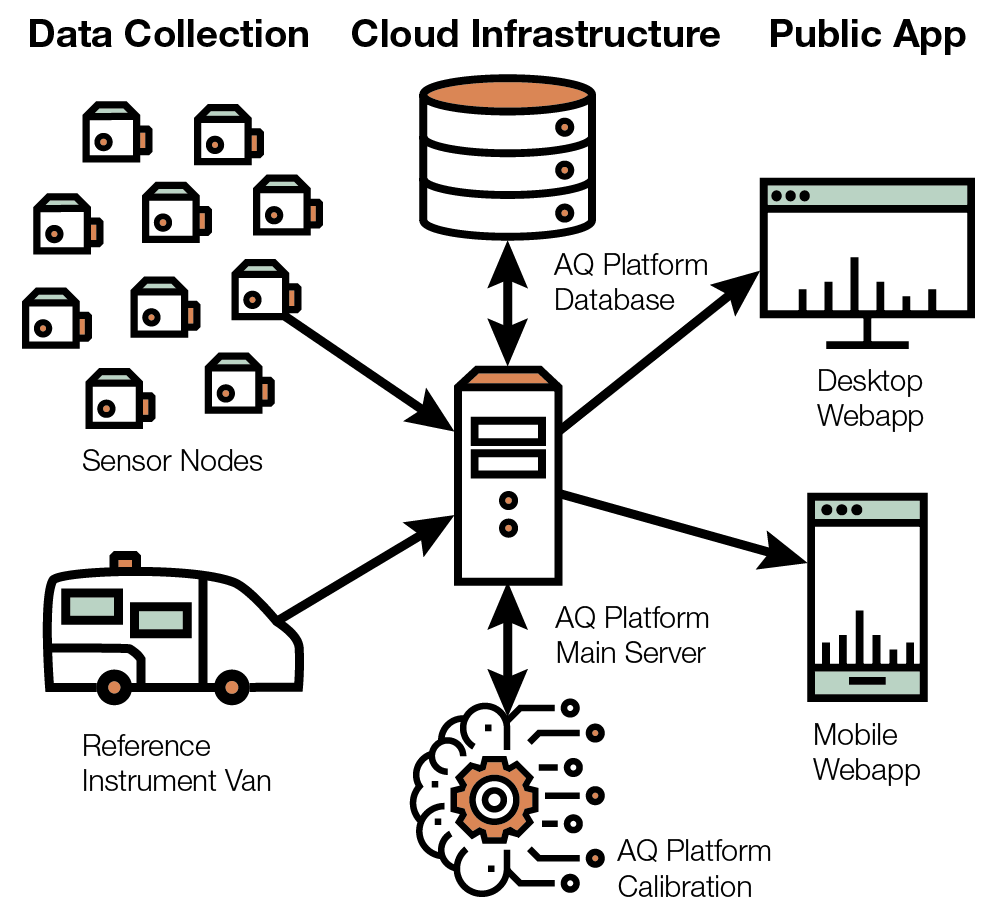 Data Collection
Cloud Infrastructure
Public App
AQ Platform
Database
Desktop
Webapp
Sensor Nodes
AQ Platform
Main Server
Reference
Instrument Van
Mobile
Webapp
AQ Platform
Calibration